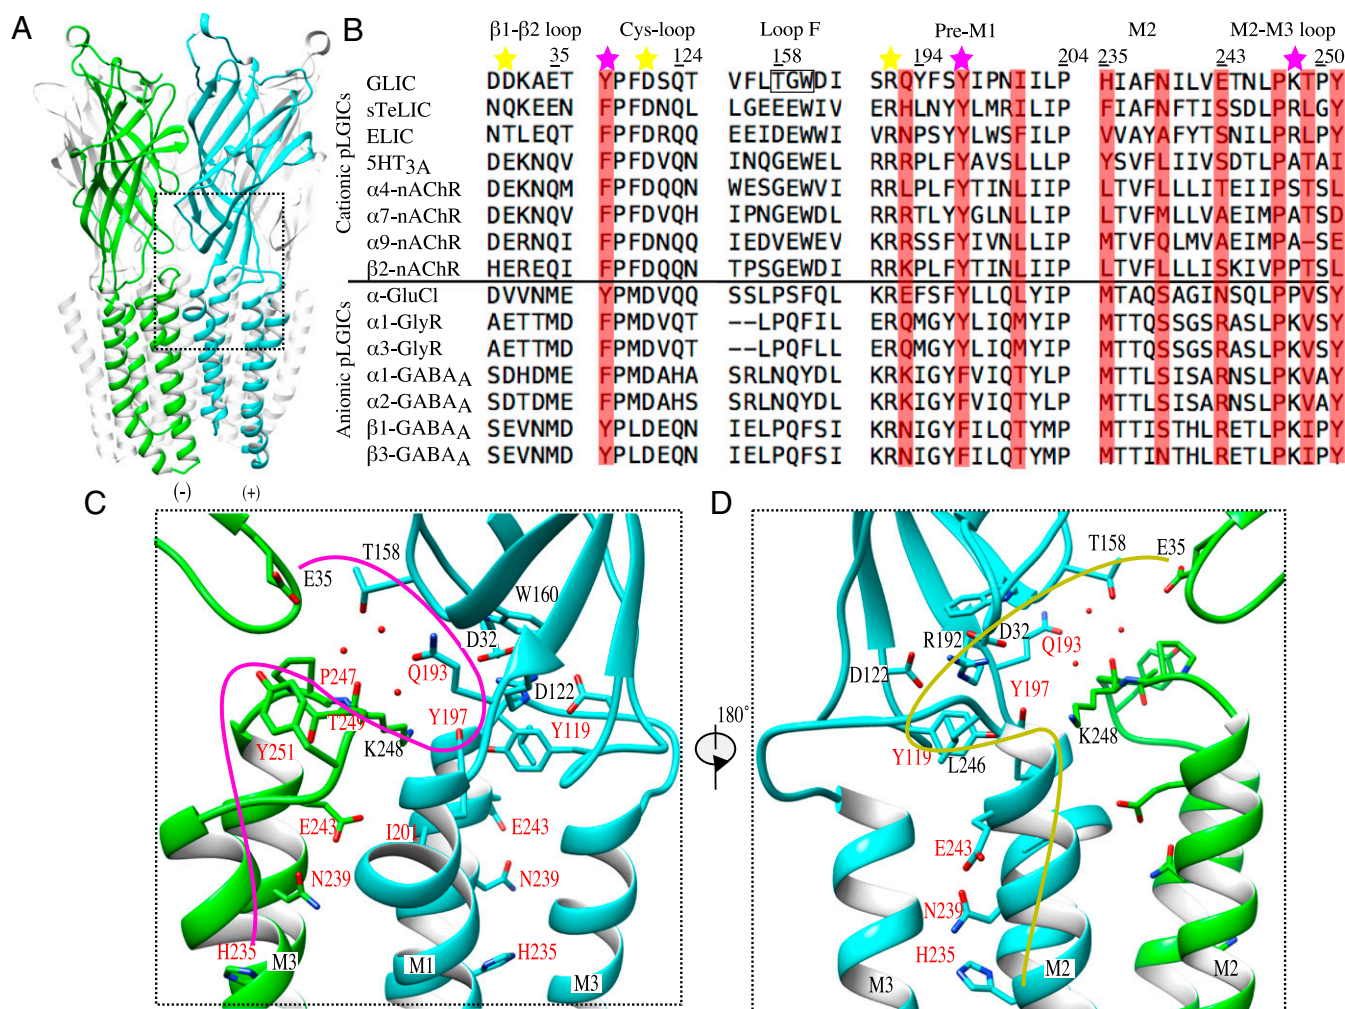 A
B
β1-β2 loop Cys-loop Loop F Pre-M1 M2 M2-M3 loop
35 124 158 194 204 235 243 250
Cationic pLGICs
GLIC DDKAET YPFDSQT VFLTGWDI SRQYFSYIPNIILP HIAFNILVETNLPKTPY
sTeLIC NQKEEN FPFDNQL LGEEEWIV ERHLNYYLMRILIP FIAFNFTISSDLPRLGY
ELIC NTLEQT FPFDRQQ EEIDEWWI VRNPSYYLWSFILP VVAYAFYTSNILPRLPY
5HT3A DEKNQV FPFDVQN INQGEWEL RRRPLFYAVSLLLP YSVFLIIVSDTLPATAI
α4-nAChR DEKNQM FPFDQQN WESGEWVI RRLPLFYTINLIIP LTVFLLLITEIIPSTSL
α7-nAChR DEKNQV FPFDVQH IPNGEWDL RRRTLYYGLNLLIP LTVFMLLVAEIMPATSD
α9-nAChR DERNQI FPFDNQQ IEDVEWEV KRRSSFYIVNLLIP LTVFQLMVAEIMPA-SE
β2-nAChR HEREQI FPFDQQN TPSGEWDI RRKPLFYTINLIIP LTVFLLLISKIVPPTSL
Anionic pLGICs
α-GluCl DVVNME YPMDVQQ SSLPSFQL KREFSFYLLQLYIP MTAQSAGINSQLPPVSY
α1-GlyR AETTMD FPMDVQT --LPQFIL ERQMGYYLIQMYIP MTTQSSGSRASLPKVSY
α3-GlyR AETTMD FPMDVQT --LPQFLL ERQMGYYLIQMYIP MTTQSSGSRASLPKVSY
α1-GABAA SDHDME FPMDAHA SRLNQYDL KRKIGYFVIQTYLP MTTLSISARNSLPKVAY
α2-GABAA SDTDME FPMDAHS SRLNQYDL KRKIGYFVIQTYLP MTTLSISARNSLPKVAY
β1-GABAA SEVNMD YPLDEQN IELPQFSI KRNIGYFILQTYMP MTTISTHLRETLPKIPY
β3-GABAA SEVNMD YPLDEQN IELPQFSI KRNIGYFILQTYMP MTTINTHLRETLPKIPY
(-) (+)
C
T158
E35
W160
D32
Q193
D122
P247
T249
Y197
Y119
Y251
K248
E243
I201
E243
N239
N239
H235
H235
M3
M1
M3
180°
D
T158
E35
R192
D32
Q193
D122
Y197
K248
Y119
L246
E243
N239
H235
M3
M2
M2